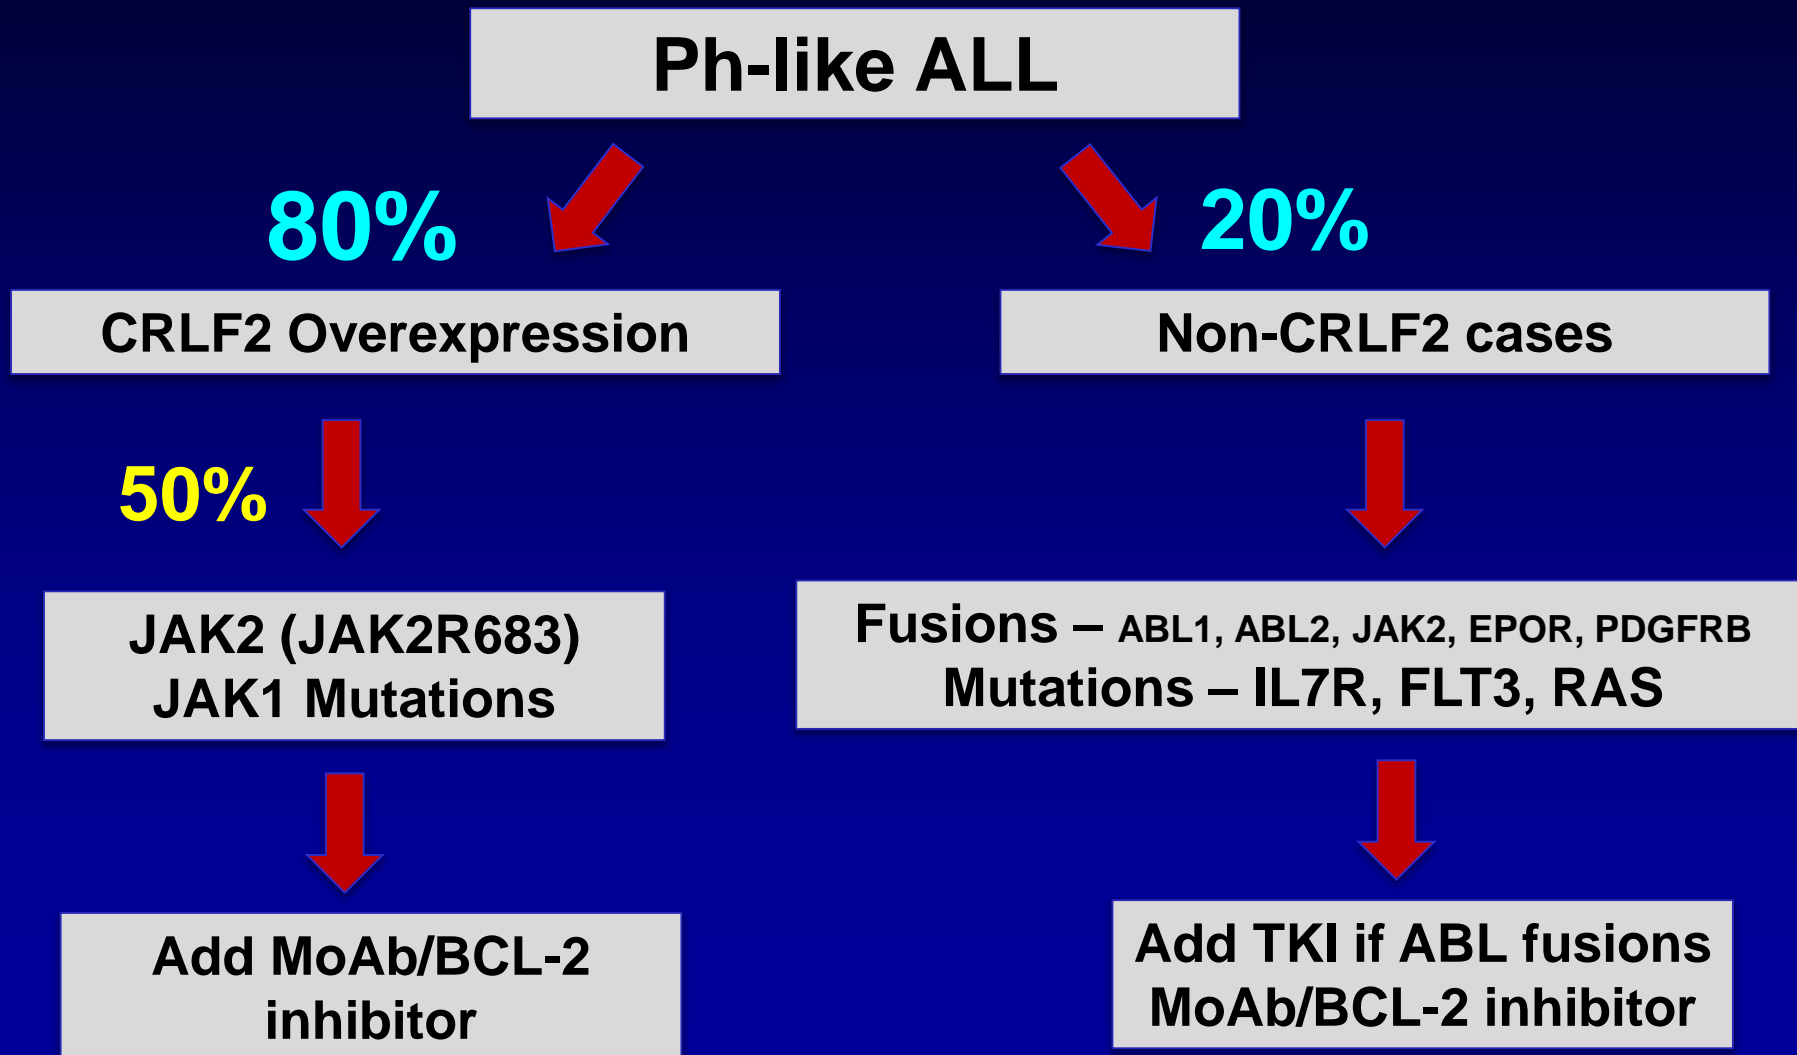 Ph-like ALL
80%
20%
CRLF2 Overexpression
Non-CRLF2 cases
50%
JAK2 (JAK2R683)
JAK1 Mutations
Fusions – ABL1, ABL2, JAK2, EPOR, PDGFRB
Mutations – IL7R, FLT3, RAS
Add MoAb/BCL-2
inhibitor
Add TKI if ABL fusions
MoAb/BCL-2 inhibitor